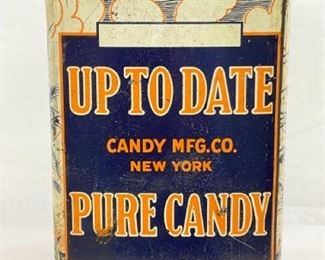 UP TO DATE
CANDY MFG.CO.
NEW YORK
PURE CANDY